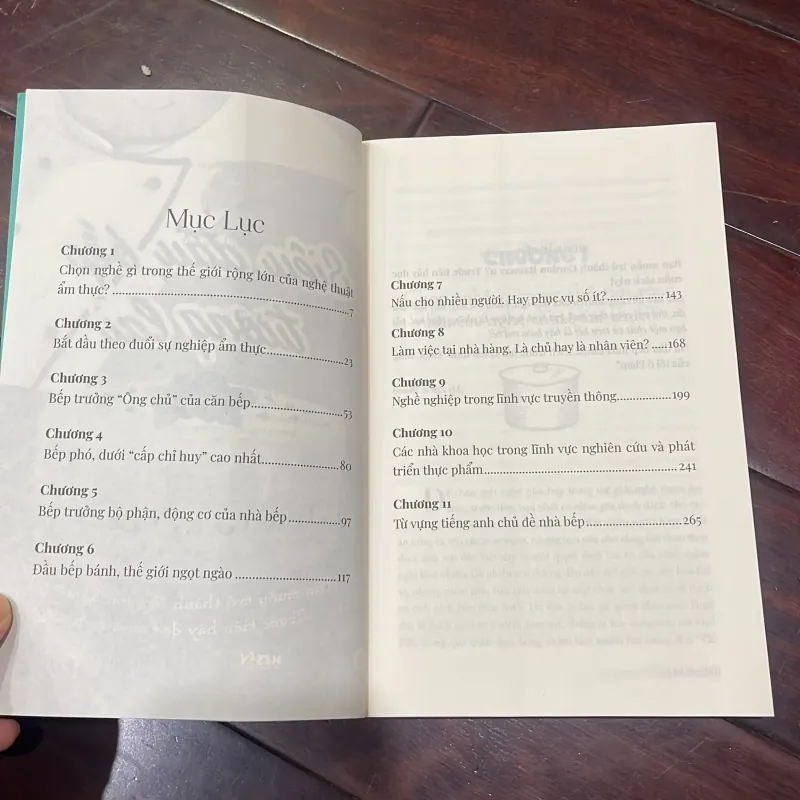 Mục Lục
Chương 1
Chọn nghề gì trong thế giới rộng lớn của nghệ thuật
ẩm thực?.....7
Chương 2
Bắt đầu theo đuổi sự nghiệp ẩm thực.....23
Chương 3
Bếp trưởng “Ông chủ” của căn bếp.....53
Chương 4
Bếp phó, dưới “cấp chỉ huy” cao nhất.....80
Chương 5
Bếp trưởng bộ phận, động cơ của nhà bếp.....97
Chương 6
Đầu bếp bánh, thế giới ngọt ngào.....117
Chương 7
Nấu cho nhiều người. Hay phục vụ số ít?.....143
Chương 8
Làm việc tại nhà hàng. Là chủ hay là nhân viên?.....168
Chương 9
Nghề nghiệp trong lĩnh vực truyền thông.....199
Chương 10
Các nhà khoa học trong lĩnh vực nghiên cứu và phát
triển thực phẩm.....241
Chương 11
Từ vựng tiếng anh chủ đề nhà bếp.....265